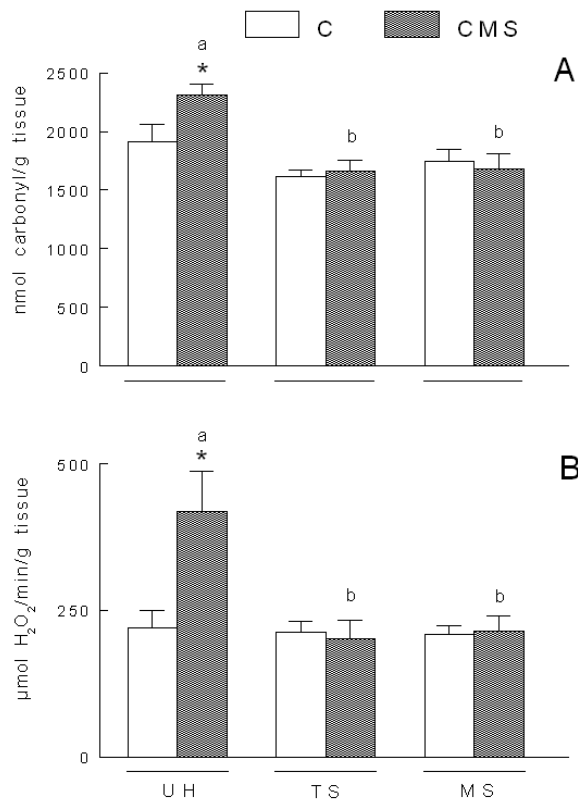 C CMS
A
a
*
b b
nmol carbonyl/g tissue
2500
2000
1500
1000
500
0
B
a
*
b b
µmol H₂O₂/min/g tissue
500
250
0
UH TS MS